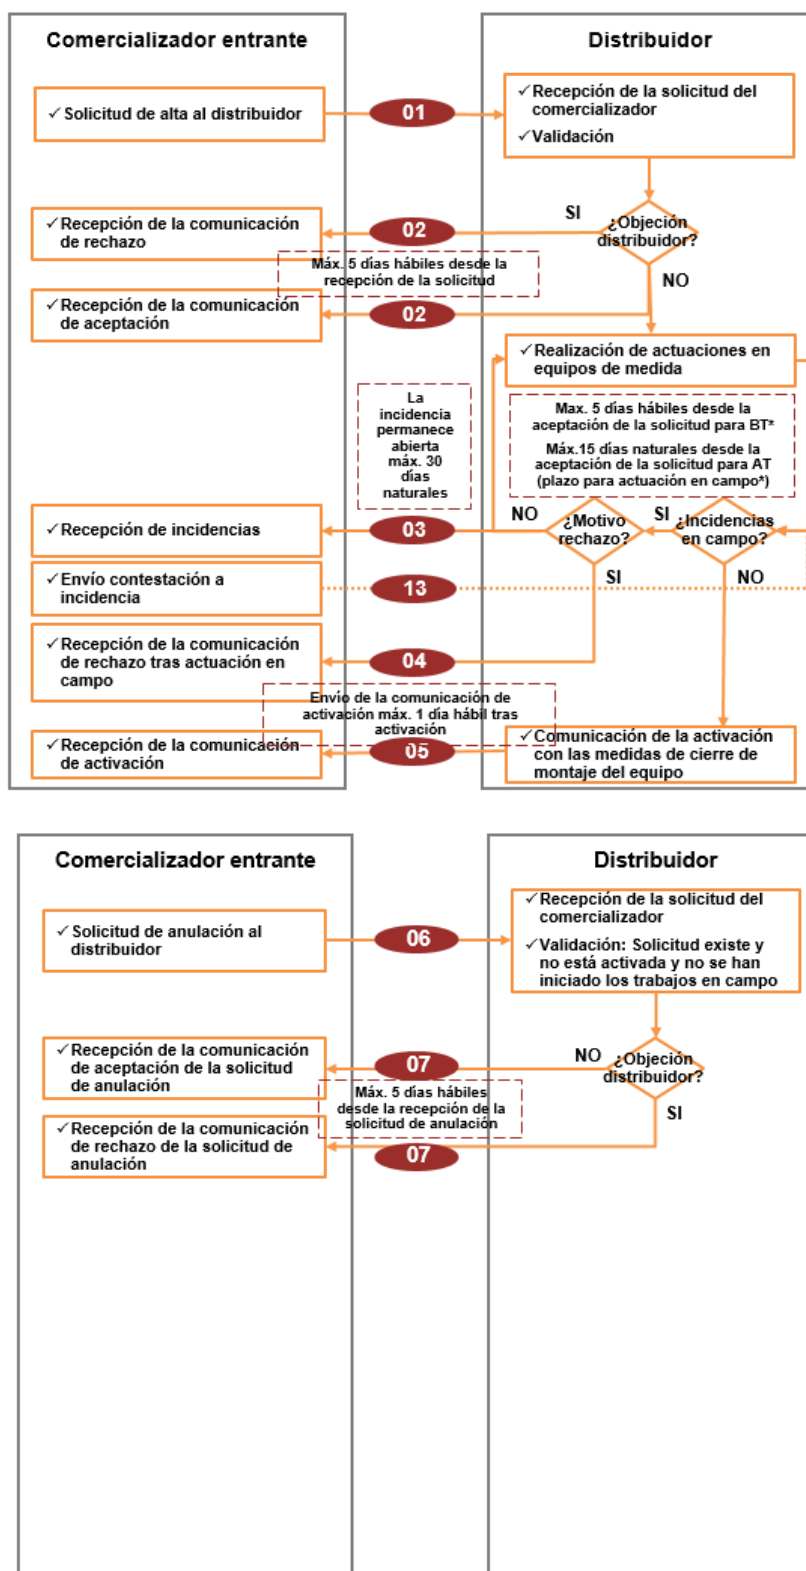 Comercializador entrante
Distribuidor
✓ Solicitud de alta al distribuidor
01
✓ Recepción de la solicitud del
comercializador
✓ Validación
✓ Recepción de la comunicación
de rechazo
02
SI
¿Objeción
distribuidor?
Máx. 5 días hábiles desde la
recepción de la solicitud
NO
✓ Recepción de la comunicación
de aceptación
02
✓ Realización de actuaciones en
equipos de medida
La
incidencia
permanece
abierta
máx. 30
días
naturales
Max. 5 días hábiles desde la
aceptación de la solicitud para BT*
Máx.15 días naturales desde la
aceptación de la solicitud para AT
(plazo para actuación en campo*)
✓ Recepción de incidencias
03
NO
¿Motivo
rechazo?
SI
¿Incidencias
en campo?
✓ Envío contestación a
incidencia
13
SI
NO
✓ Recepción de la comunicación
de rechazo tras actuación en
campo
04
Envío de la comunicación de
activación máx. 1 día hábil tras
activación
✓ Recepción de la comunicación
de activación
05
✓ Comunicación de la activación
con las medidas de cierre de
montaje del equipo
Comercializador entrante
Distribuidor
✓ Solicitud de anulación al
distribuidor
06
✓ Recepción de la solicitud del
comercializador
✓ Validación: Solicitud existe y
no está activada y no se han
iniciado los trabajos en campo
✓ Recepción de la comunicación
de aceptación de la solicitud
de anulación
07
NO
¿Objeción
distribuidor?
Máx. 5 días hábiles
desde la recepción de la
solicitud de anulación
SI
✓ Recepción de la comunicación
de rechazo de la solicitud de
anulación
07